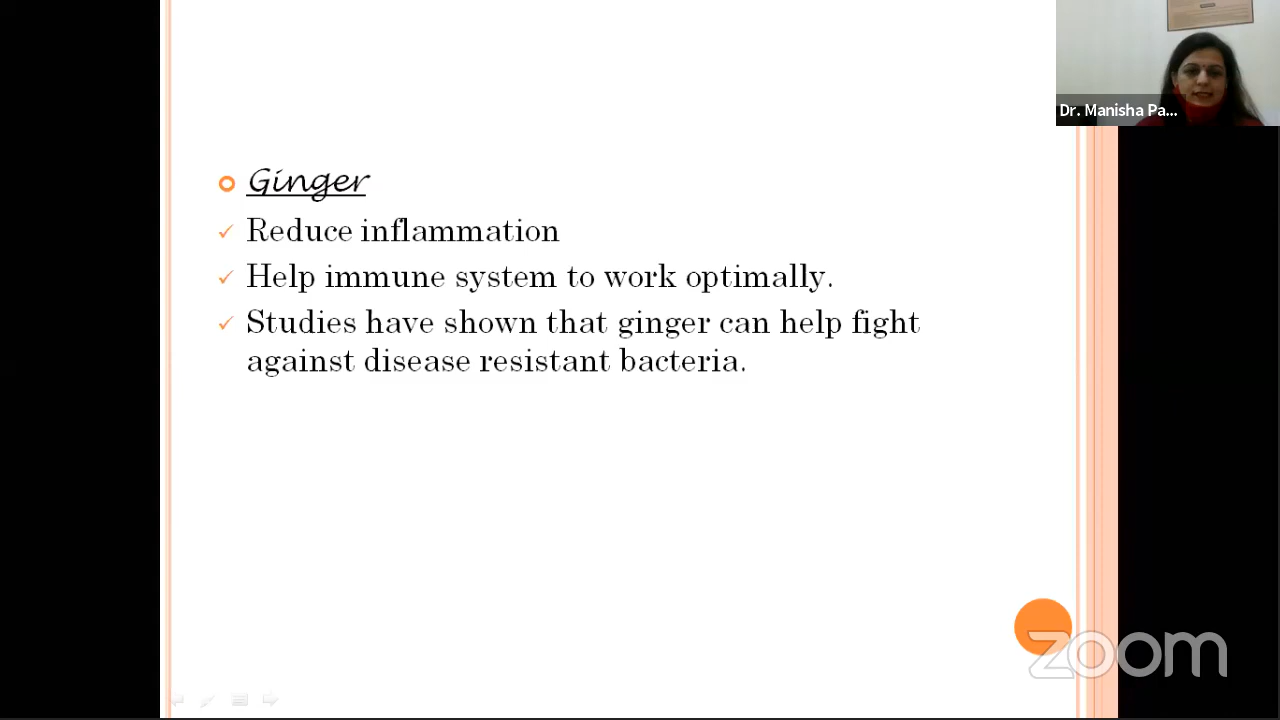 Dr. Manisha Pa...
Ginger
Reduce inflammation
Help immune system to work optimally.
Studies have shown that ginger can help fight
against disease resistant bacteria.
zoom